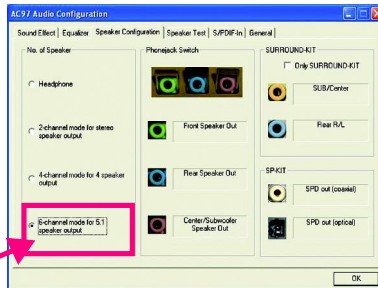 AC97 Audio Configuration
Sound Effect
Equalizer
Speaker Configuration
Speaker Test
S/PDIF-In
General
No. of Speaker
Headphone
2-channel mode for stereo
speaker output
4-channel mode for 4 speaker
output
6-channel mode for 5.1
speaker output
Phonejack Switch
Front Speaker Out
Rear Speaker Out
Center/Subwoofer
Speaker Out
SURROUND-KIT
Only SURROUND-KIT
SUB/Center
Rear R/L
SP-KIT
SPD out (coaxial)
SPD out (optical)
OK